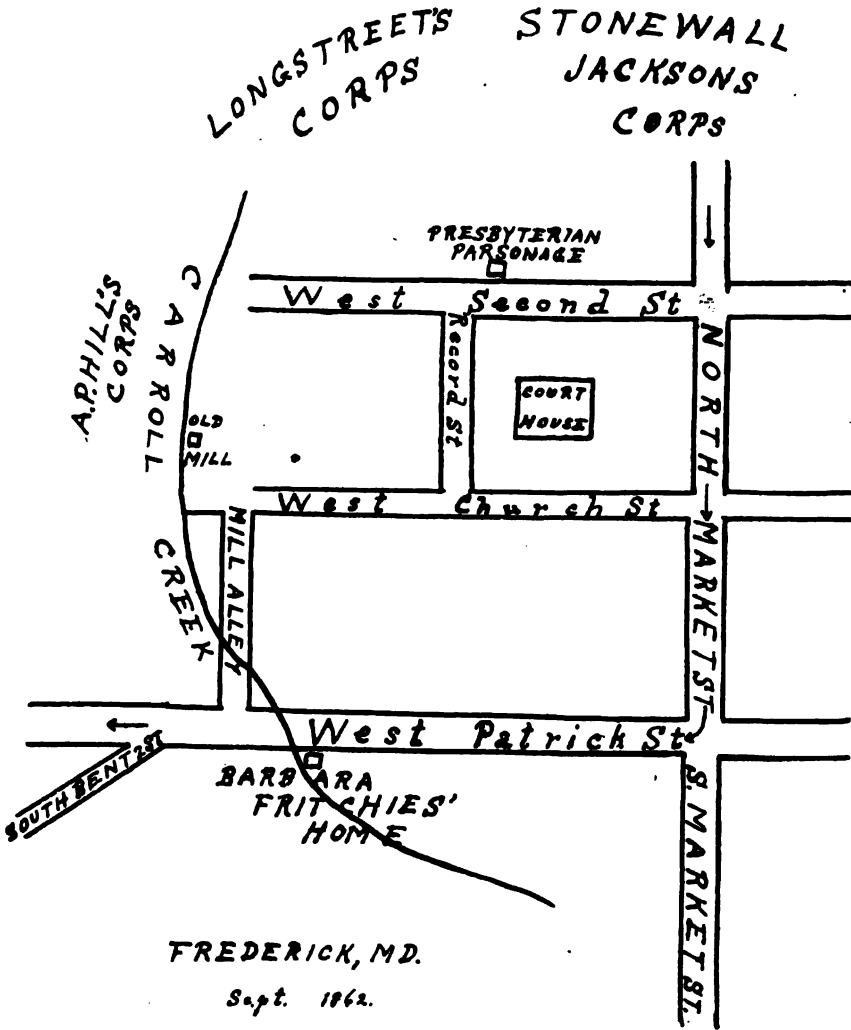 LONGSTREET'S
CORPS
STONEWALL
JACKSONS
CORPS
A.P. HILL'S
CORPS
CARROLL
CREEK
PRESBYTERIAN
PARSONAGE
West Second St
Record St
COURT
HOUSE
NORTH
MARKET ST
OLD
MILL
West Church St
MILL ALLEY
West Patrick St
SOUTH BENTZ ST
BARBARA
FRITCHIES'
HOME
S. MARKET ST.
FREDERICK, MD.
Sept. 1862.